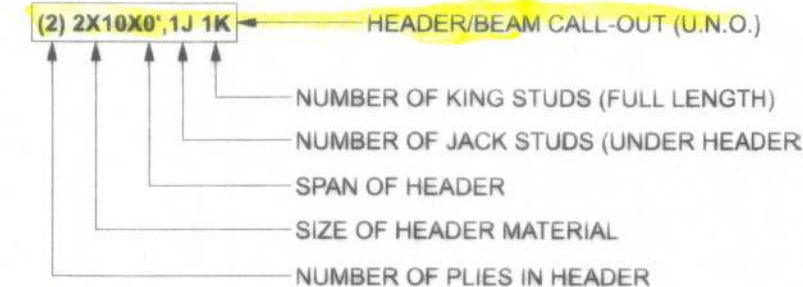 (2) 2X10X0',1J 1K HEADER/BEAM CALL-OUT (U.N.O.)
NUMBER OF KING STUDS (FULL LENGTH)
NUMBER OF JACK STUDS (UNDER HEADER
SPAN OF HEADER
SIZE OF HEADER MATERIAL
NUMBER OF PLIES IN HEADER